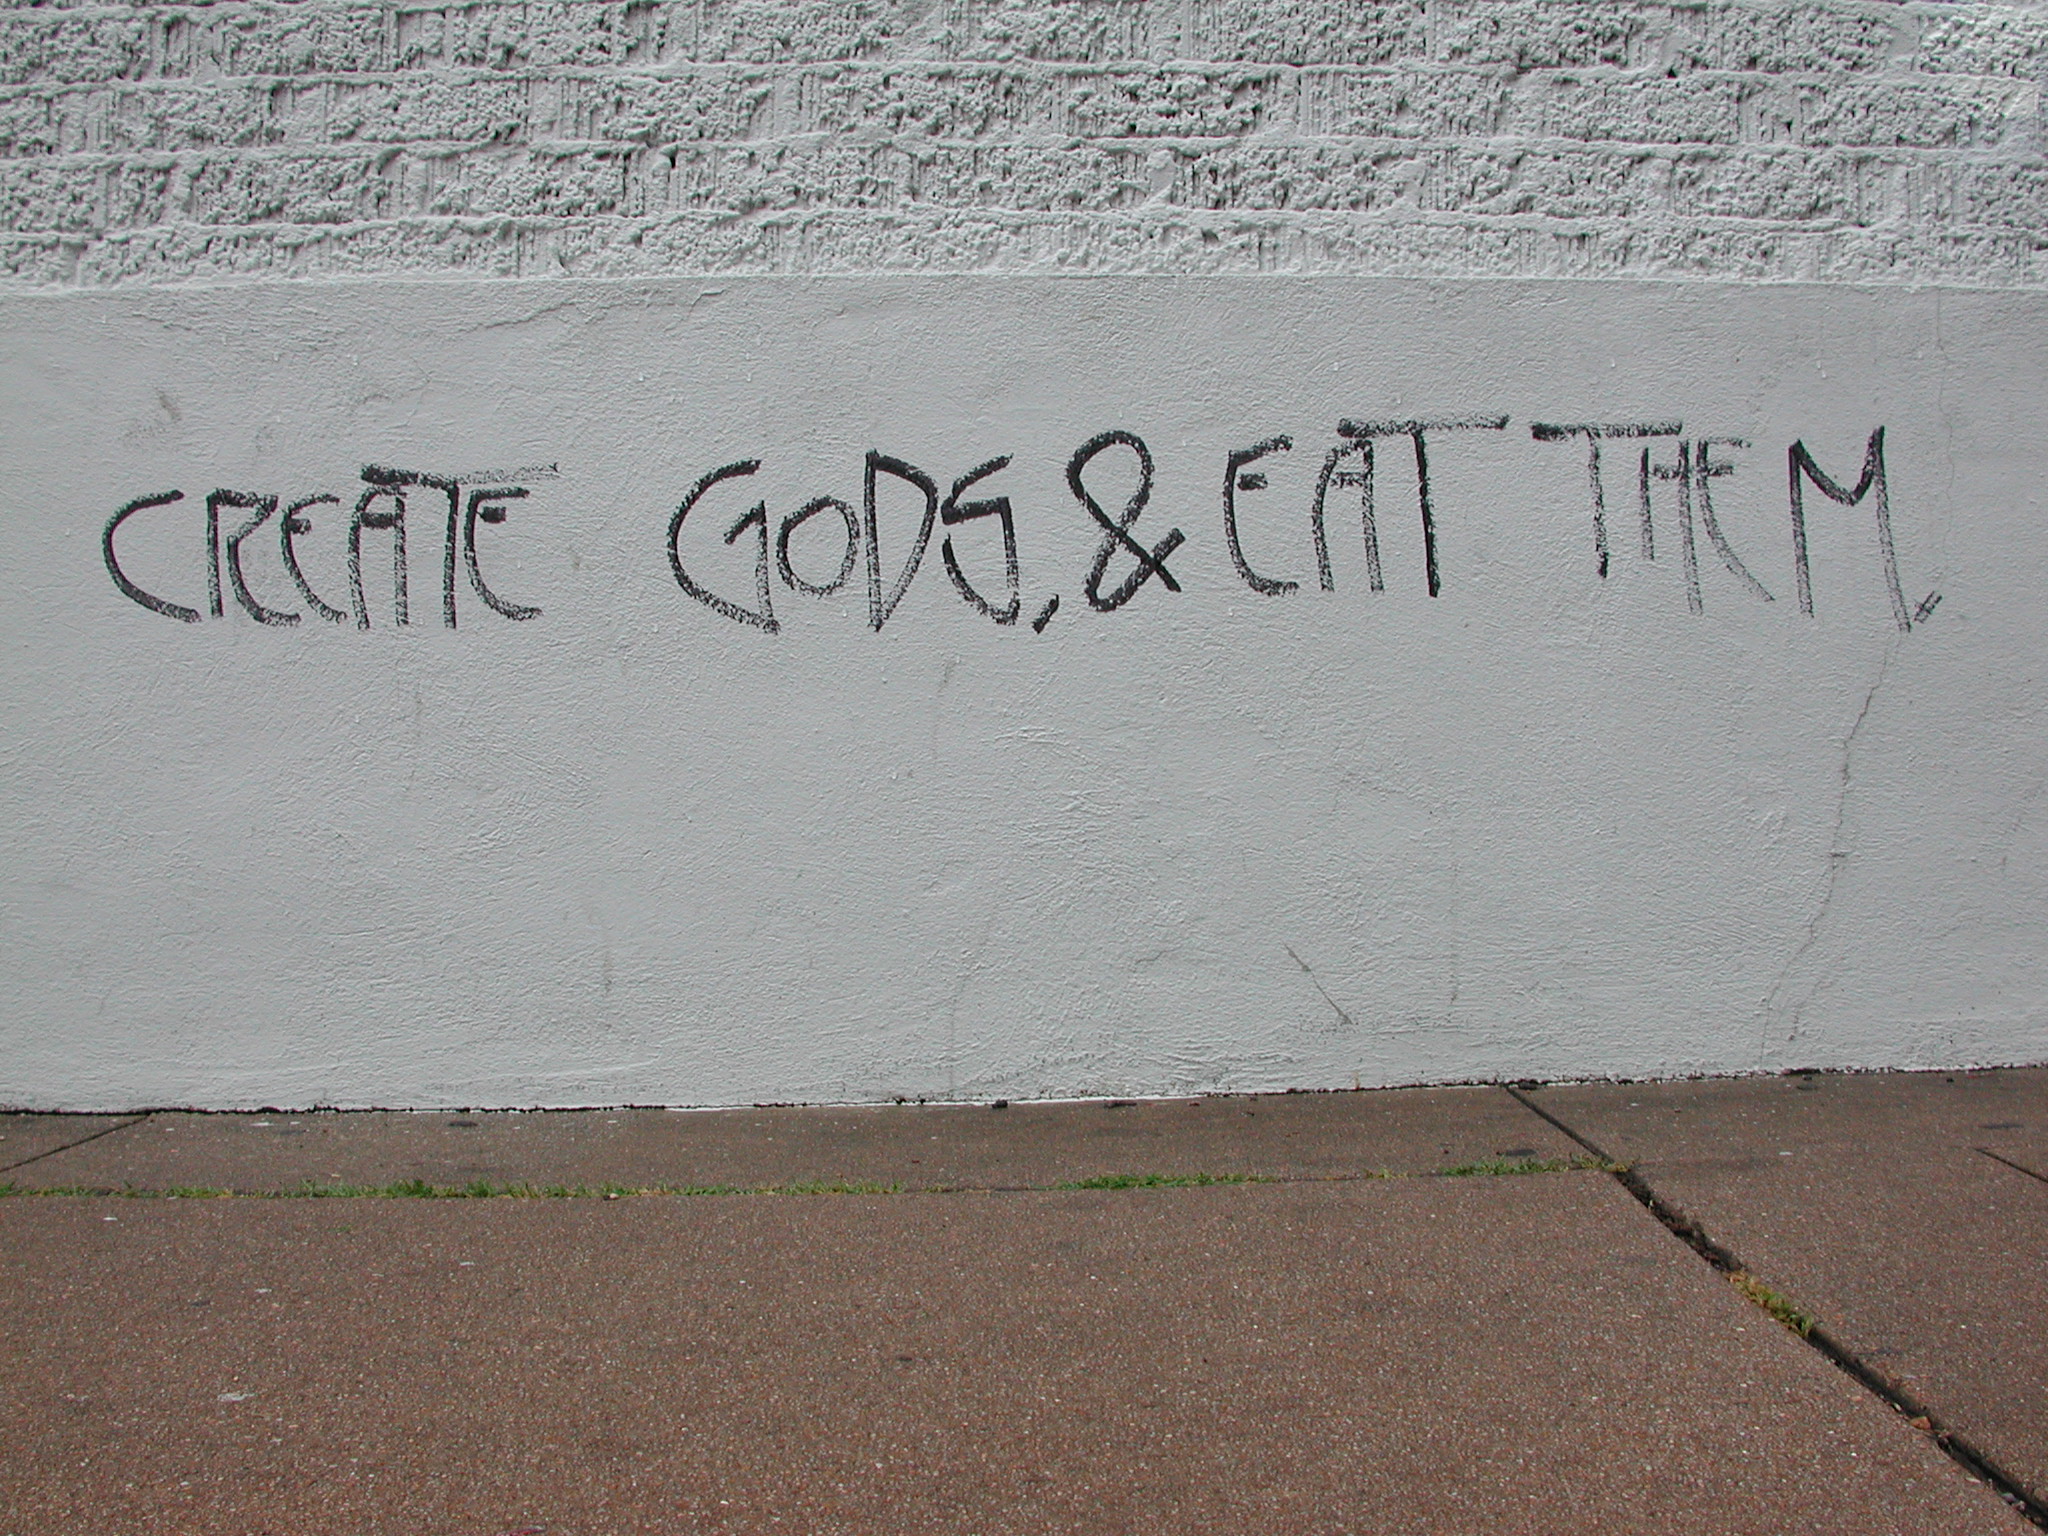 CREATE GODS, & EAT THEM.